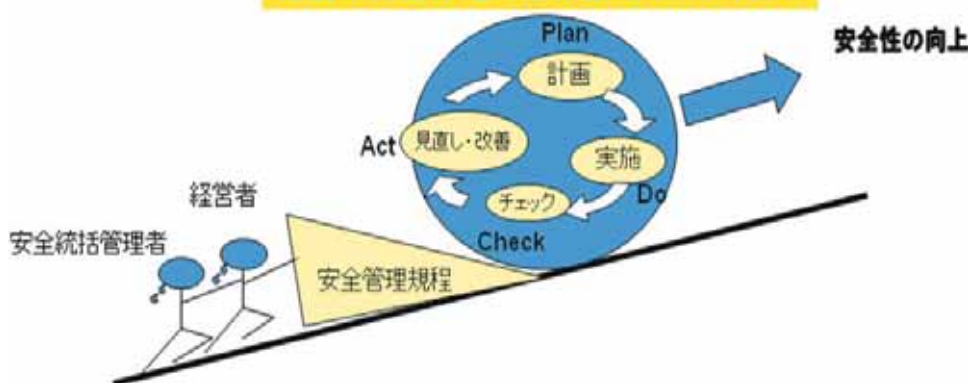 安全性の向上
Plan
計画
Act
見直し・改善
実施
Do
チェック
Check
経営者
安全統括管理者
安全管理規程